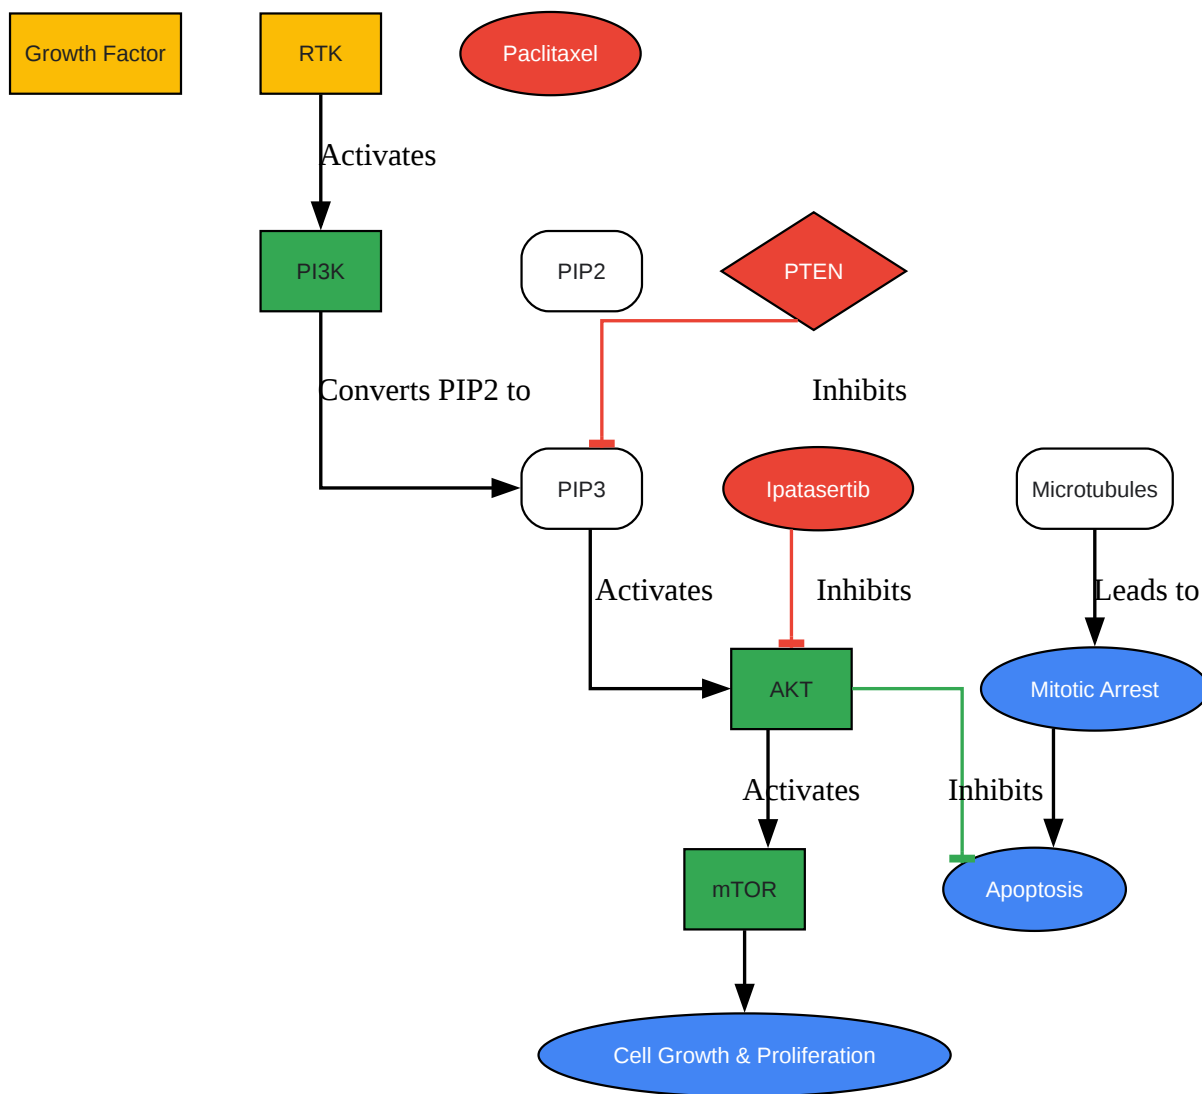 Growth Factor
RTK
Paclitaxel
Activates
PI3K
PIP2
PTEN
Converts PIP2 to
Inhibits
PIP3
Ipatasertib
Microtubules
Activates
Inhibits
Leads to
AKT
Mitotic Arrest
Activates
Inhibits
mTOR
Apoptosis
Cell Growth & Proliferation